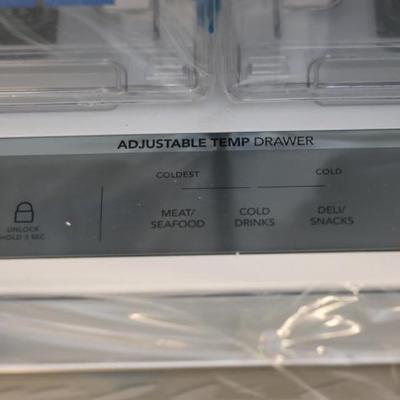 ADJUSTABLE TEMP DRAWER
COLDEST COLD
MEAT/ COLD DELI/
SEAFOOD DRINKS SNACKS
UNLOCK
HOLD 3 SEC